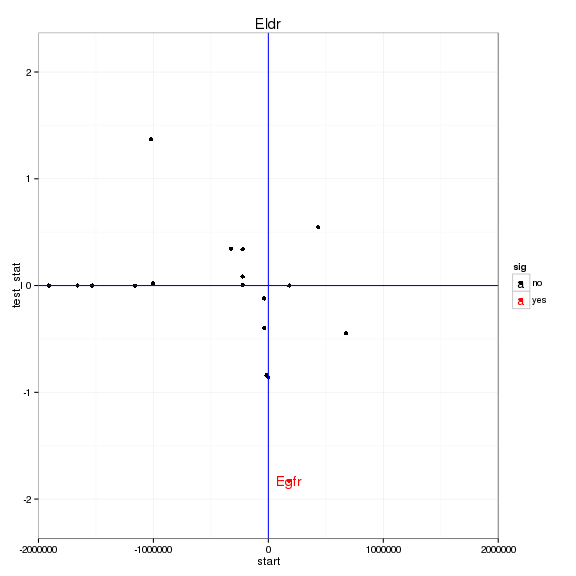 Eldr
test_stat
2
1
0
-1
-2
Egfr
-2000000 -1000000 0 1000000 2000000
start
sig
a no
a yes